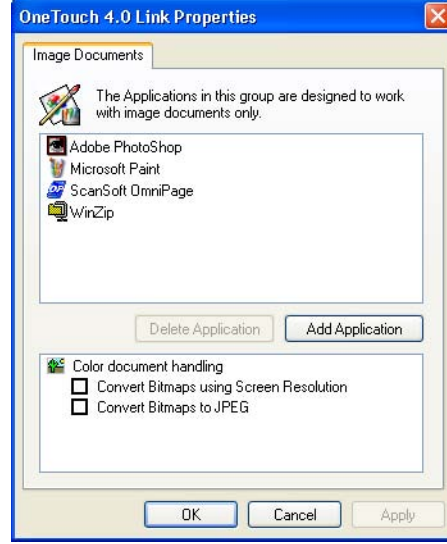 OneTouch 4.0 Link Properties
Image Documents
The Applications in this group are designed to work
with image documents only.
Adobe PhotoShop
Microsoft Paint
ScanSoft OmniPage
WinZip
Delete Application
Add Application
Color document handling
Convert Bitmaps using Screen Resolution
Convert Bitmaps to JPEG
OK
Cancel
Apply